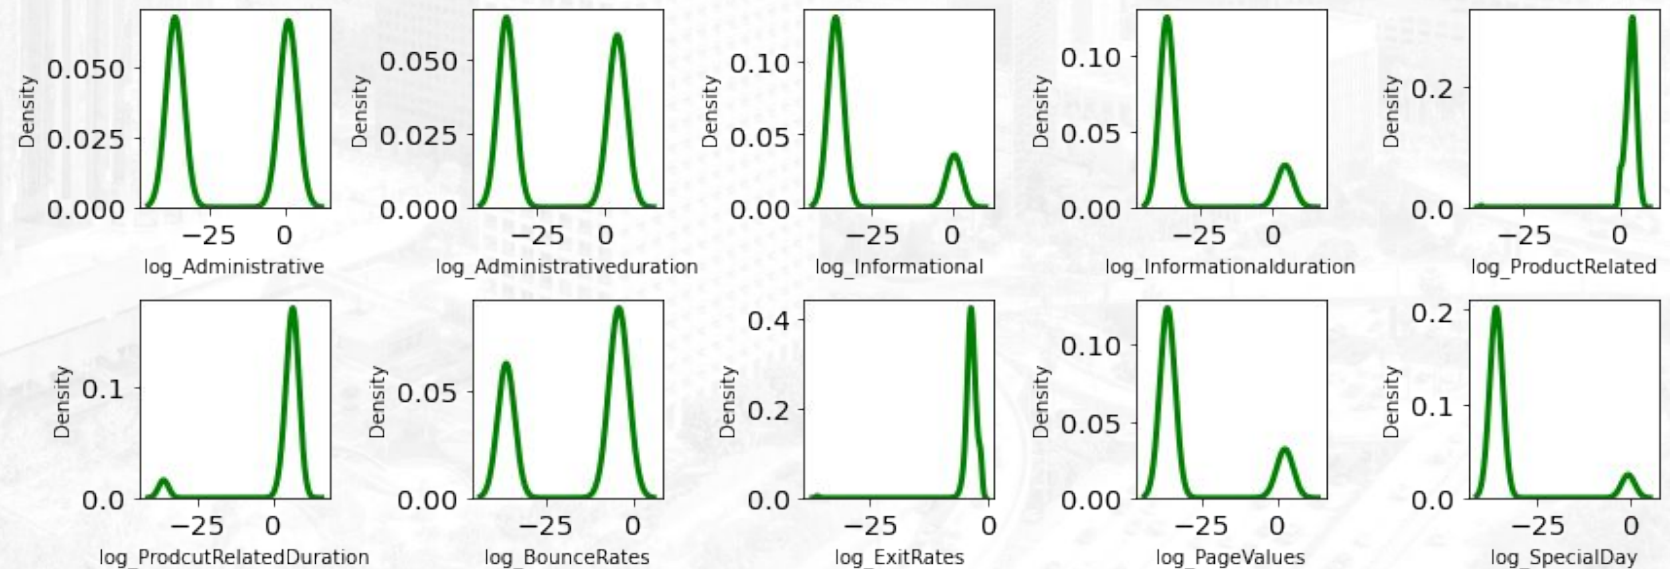 Density
0.050
0.025
0.000
−25 0
log_Administrative
Density
0.050
0.025
0.000
−25 0
log_Administrativeduration
Density
0.10
0.05
0.00
−25 0
log_Informational
Density
0.10
0.05
0.00
−25 0
log_Informationalduration
Density
0.2
0.0
−25 0
log_ProductRelated
Density
0.1
0.0
−25 0
log_ProdcutRelatedDuration
Density
0.05
0.00
−25 0
log_BounceRates
Density
0.4
0.2
0.0
−25 0
log_ExitRates
Density
0.10
0.05
0.00
−25 0
log_PageValues
Density
0.2
0.1
0.0
−25 0
log_SpecialDay